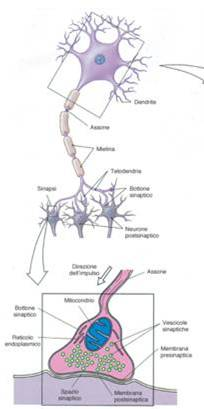 Dendrite
Assone
Mielina
Telodendria
Sinapsi
Bottone
sinaptico
Neurone
postsinaptico
Direzione
dell'impulso
Assone
Mitocondrio
Bottone
sinaptico
Vescicole
sinaptiche
Reticolo
endoplasmico
Membrana
presinaptica
Spazio
sinaptico
Membrana
postsinaptica